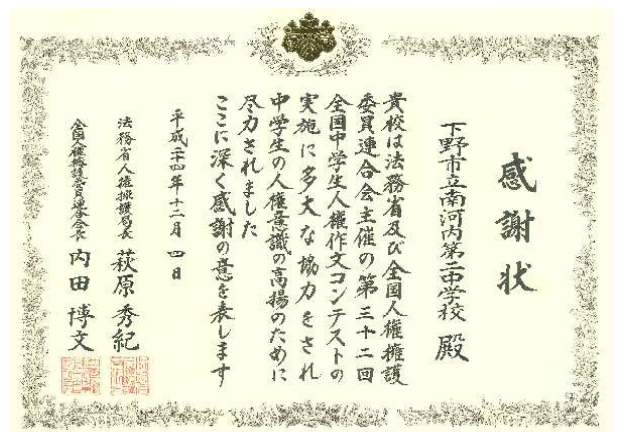 感謝状
下野市立南河内第二中学校 殿
貴校は法務省及び全国人権擁護
委員連合会主催の第三十二回
全国中学生人権作文コンテストの
実施に多大な協力をされ
中学生の人権意識の高揚のために
尽力されました
ここに深く感謝の意を表します
平成二十四年十二月四日
法務省人権擁護局長 萩原秀紀
全国人権擁護委員連合会長 内田博文